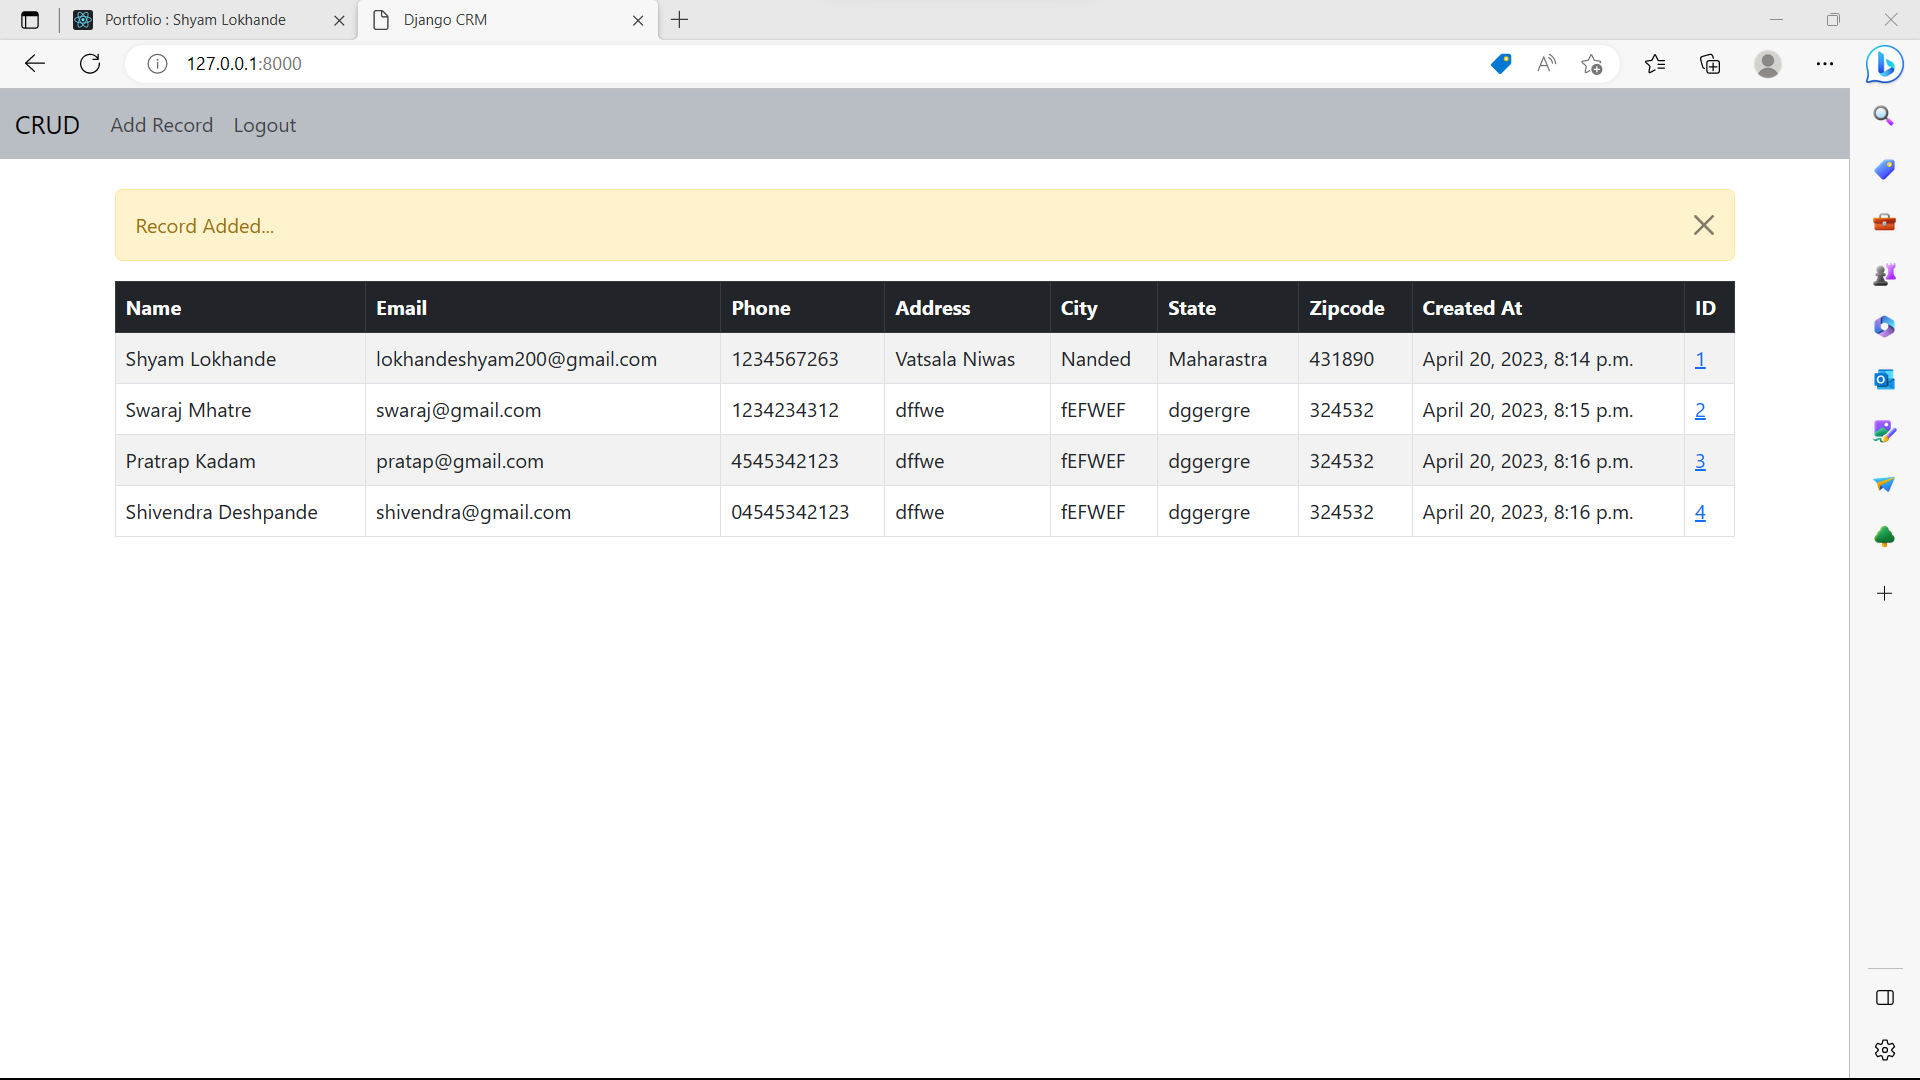 Portfolio : Shyam Lokhande Django CRM
127.0.0.1:8000
CRUD Add Record Logout
Record Added...
Name Email Phone Address City State Zipcode Created At ID
Shyam Lokhande lokhandeshyam200@gmail.com 1234567263 Vatsala Niwas Nanded Maharastra 431890 April 20, 2023, 8:14 p.m. 1
Swaraj Mhatre swaraj@gmail.com 1234234312 dffwe fEFWEF dggergre 324532 April 20, 2023, 8:15 p.m. 2
Pratrap Kadam pratap@gmail.com 4545342123 dffwe fEFWEF dggergre 324532 April 20, 2023, 8:16 p.m. 3
Shivendra Deshpande shivendra@gmail.com 04545342123 dffwe fEFWEF dggergre 324532 April 20, 2023, 8:16 p.m. 4